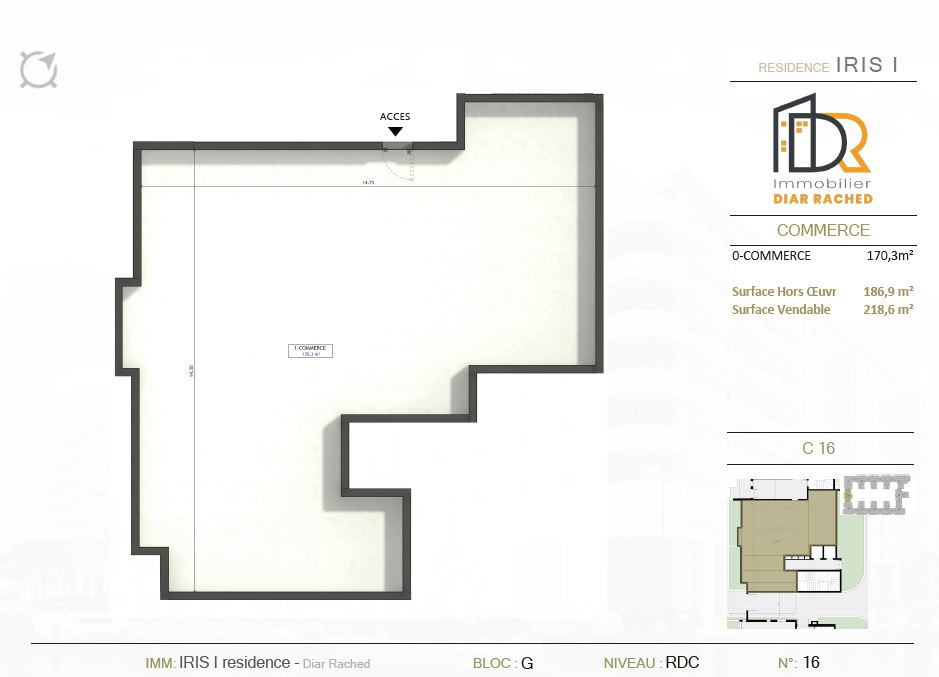 RESIDENCE IRIS I
DR
Immobilier
DIAR RACHED
COMMERCE
0-COMMERCE 170,3m²
Surface Hors Œuvr 186,9 m²
Surface Vendable 218,6 m²
ACCES
14.75
14.30
1-COMMERCE
170,3 m²
C 16
IMM: IRIS I residence - Diar Rached BLOC : G NIVEAU : RDC N°: 16